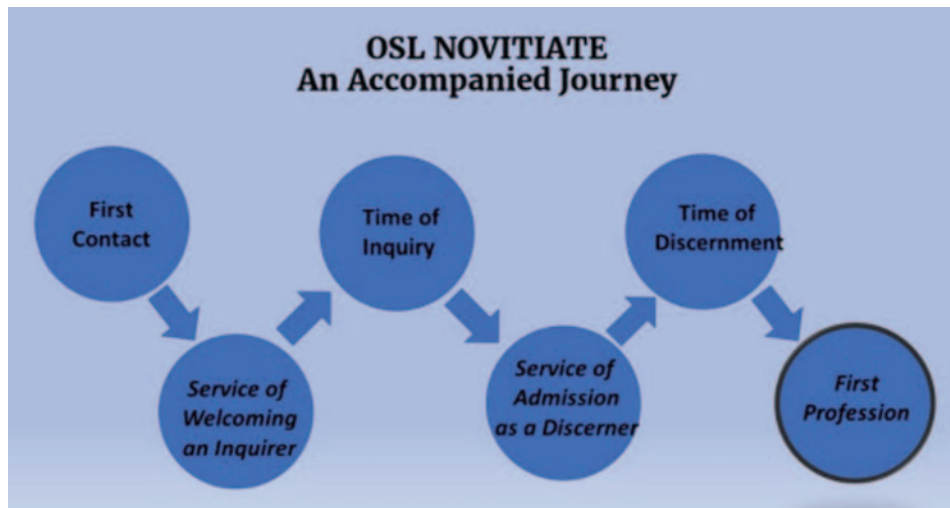 OSL NOVITIATE
An Accompanied Journey
First
Contact
Service of
Welcoming
an Inquirer
Time of
Inquiry
Service of
Admission
as a Discerner
Time of
Discernment
First
Profession